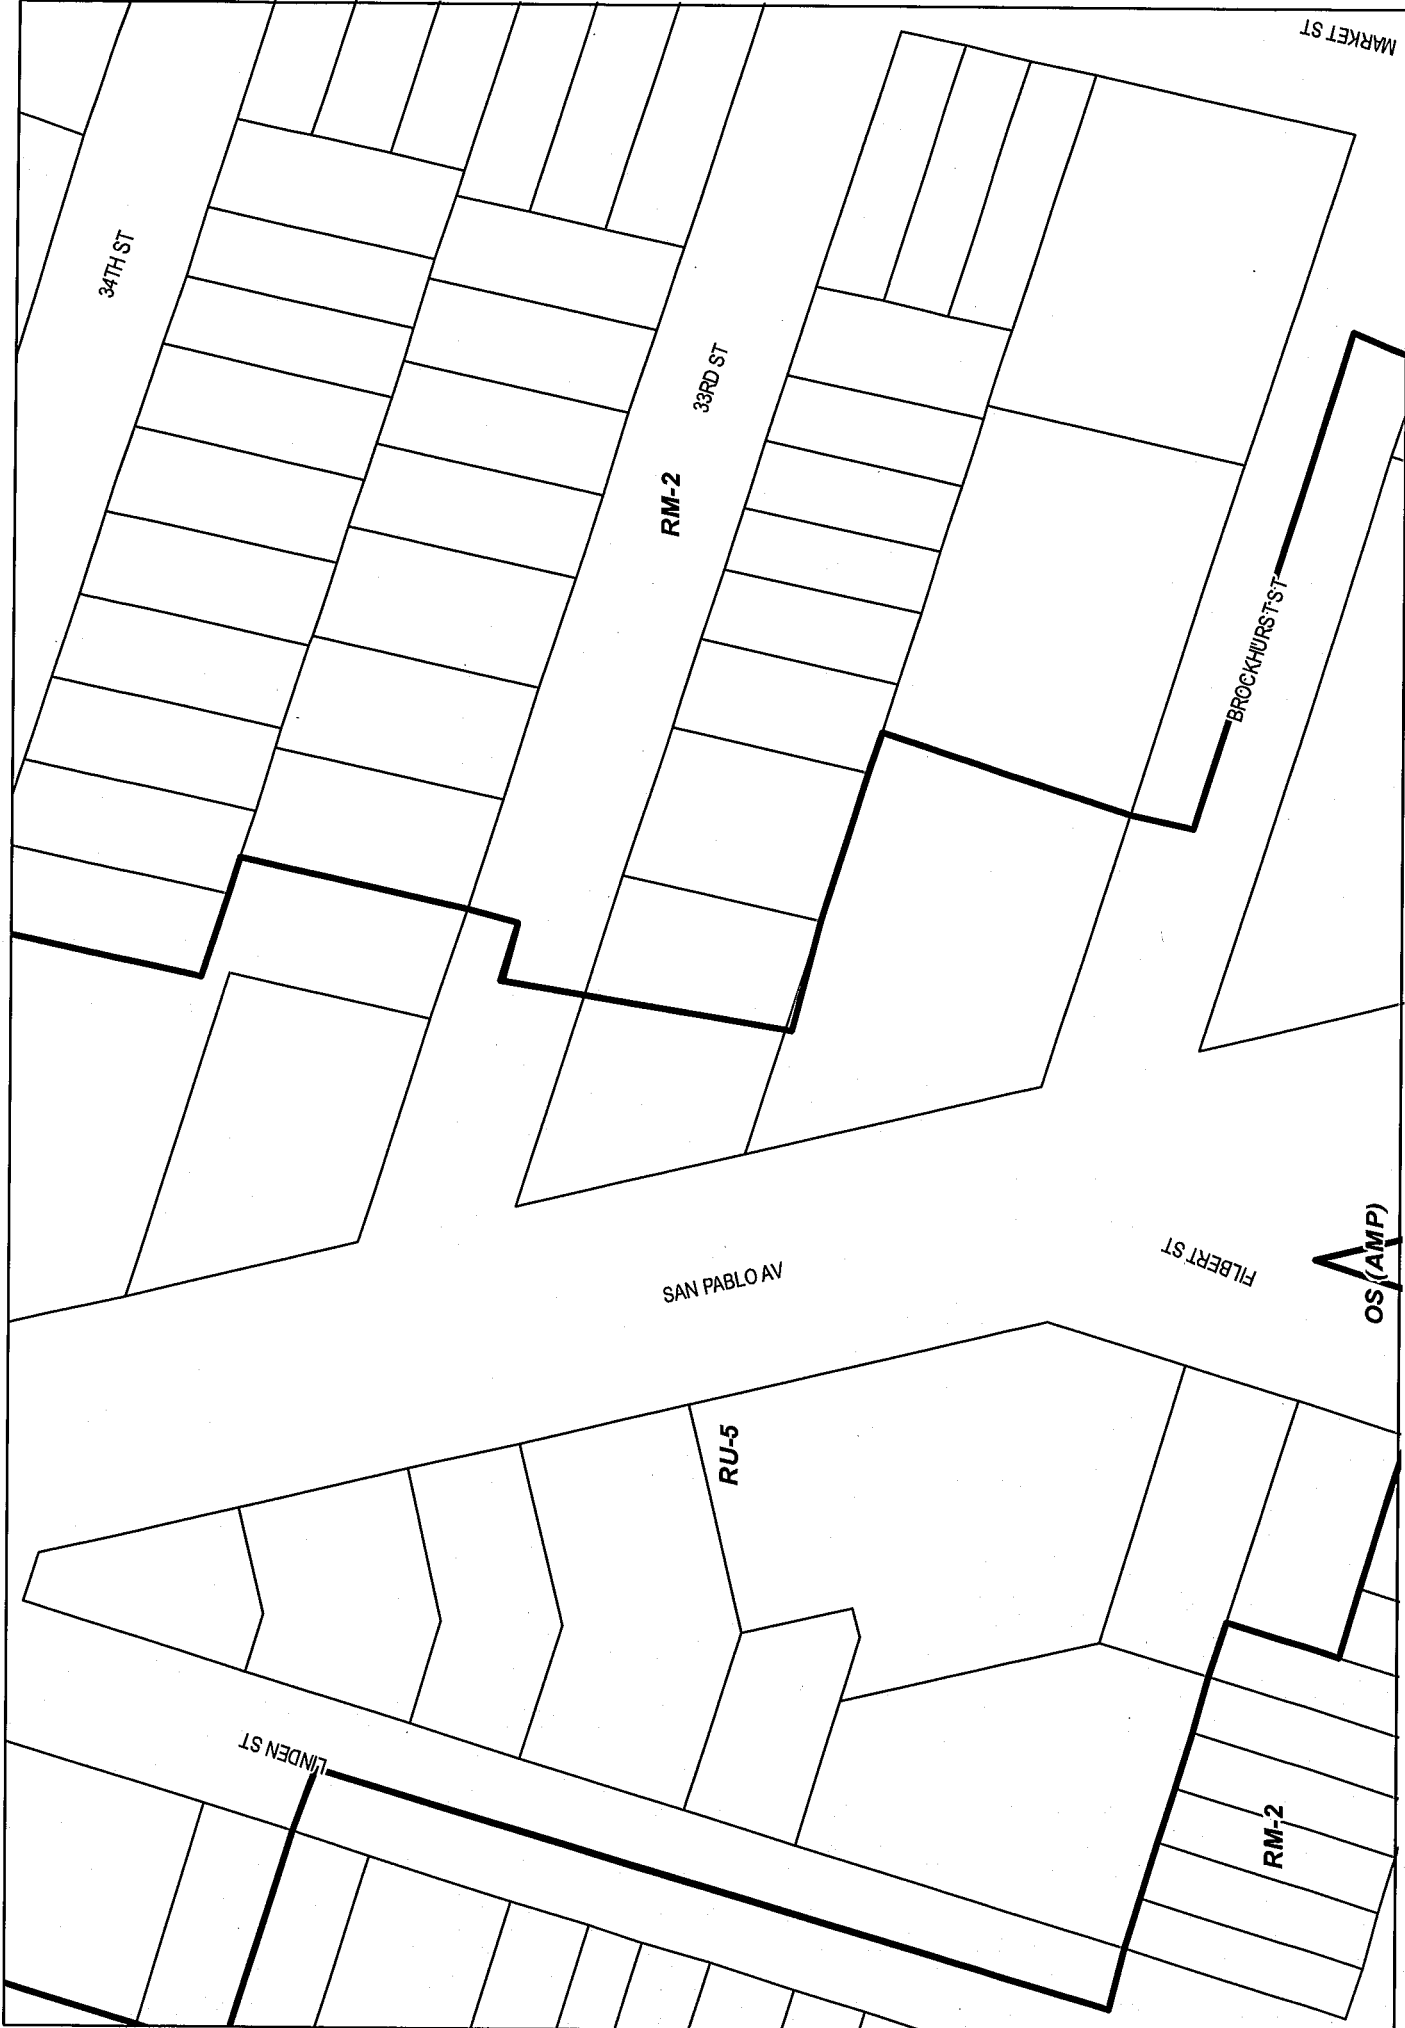 MARKET ST
34TH ST
33RD ST
RM-2
BROCKHURST ST
SAN PABLO AV
FILBERT ST
OS (AMP)
RU-5
LINDEN ST
RM-2